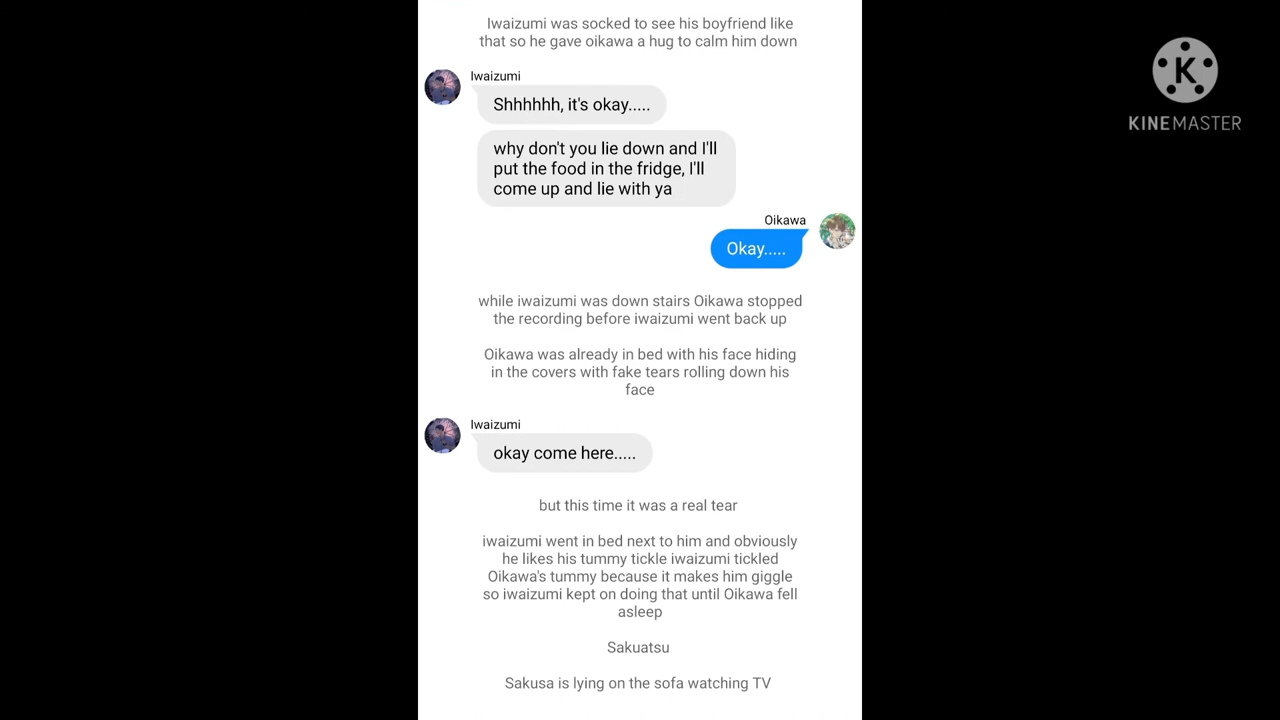 Iwaizumi was socked to see his boyfriend like
that so he gave oikawa a hug to calm him down
Iwaizumi
Shhhhhh, it's okay.....
why don't you lie down and I'll
put the food in the fridge, I'll
come up and lie with ya
Oikawa
Okay.....
while iwaizumi was down stairs Oikawa stopped
the recording before iwaizumi went back up
Oikawa was already in bed with his face hiding
in the covers with fake tears rolling down his
face
Iwaizumi
okay come here.....
but this time it was a real tear
iwaizumi went in bed next to him and obviously
he likes his tummy tickle iwaizumi tickled
Oikawa's tummy because it makes him giggle
so iwaizumi kept on doing that until Oikawa fell
asleep
Sakuatsu
Sakusa is lying on the sofa watching TV
K
KINEMASTER